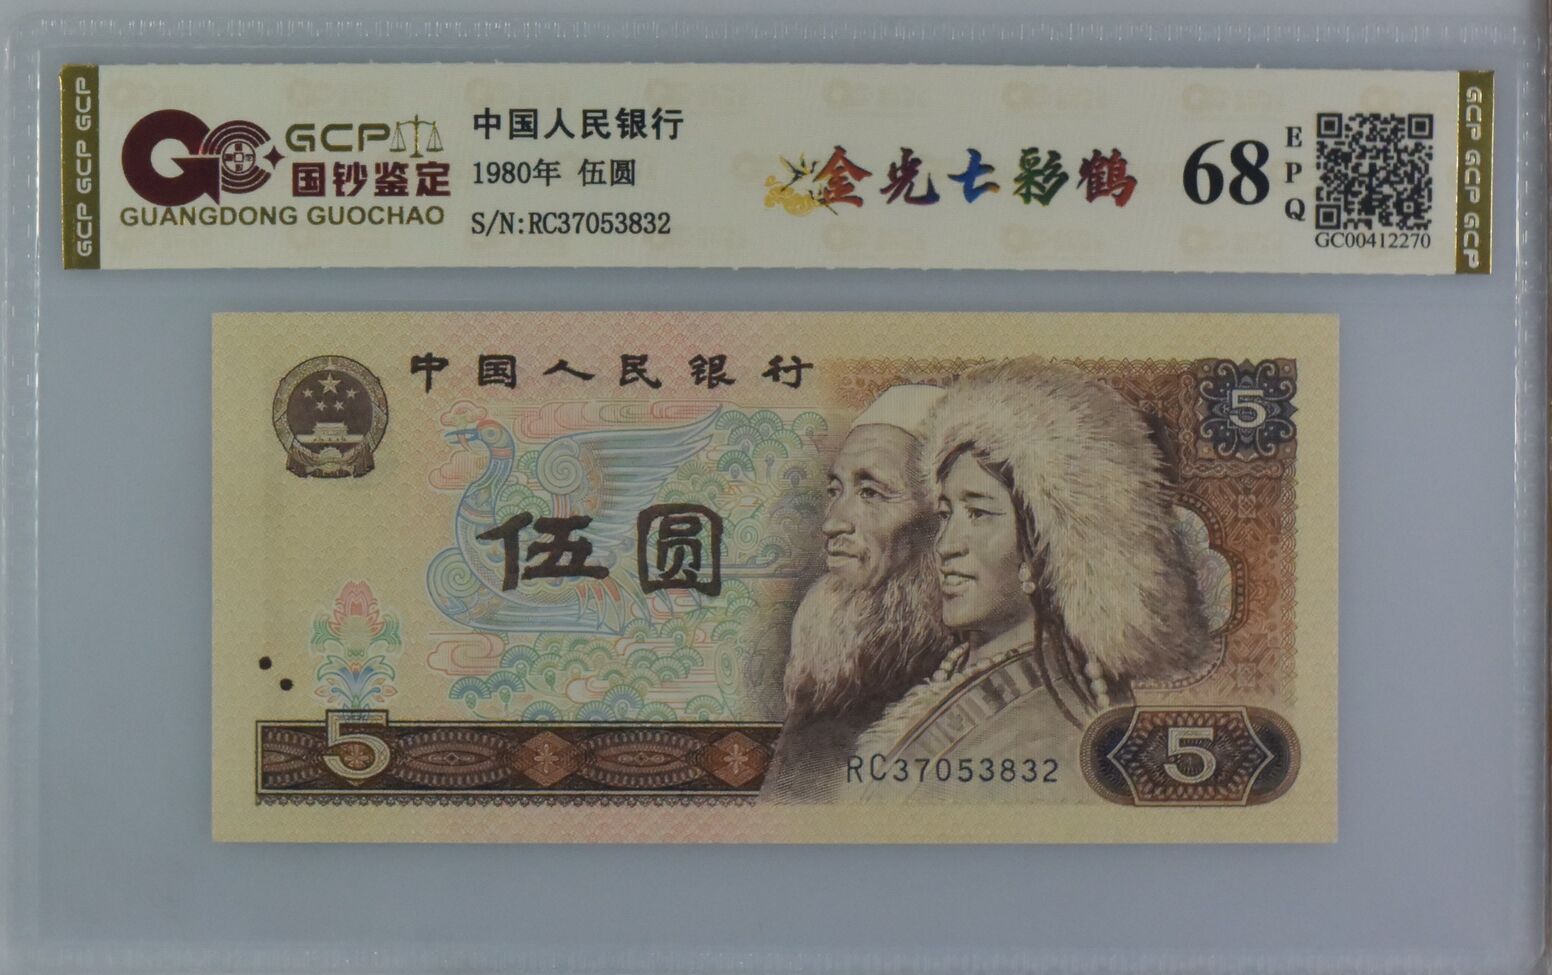 GCP GCP GCP
GCP
国钞鉴定
GUANGDONG GUOCHAO
中国人民银行
1980年 伍圆
S/N:RC37053832
金光七彩鹤
68
EPQ
GC00412270
GCP GCP GCP
中国人民银行
5
伍圆
5
RC37053832
5